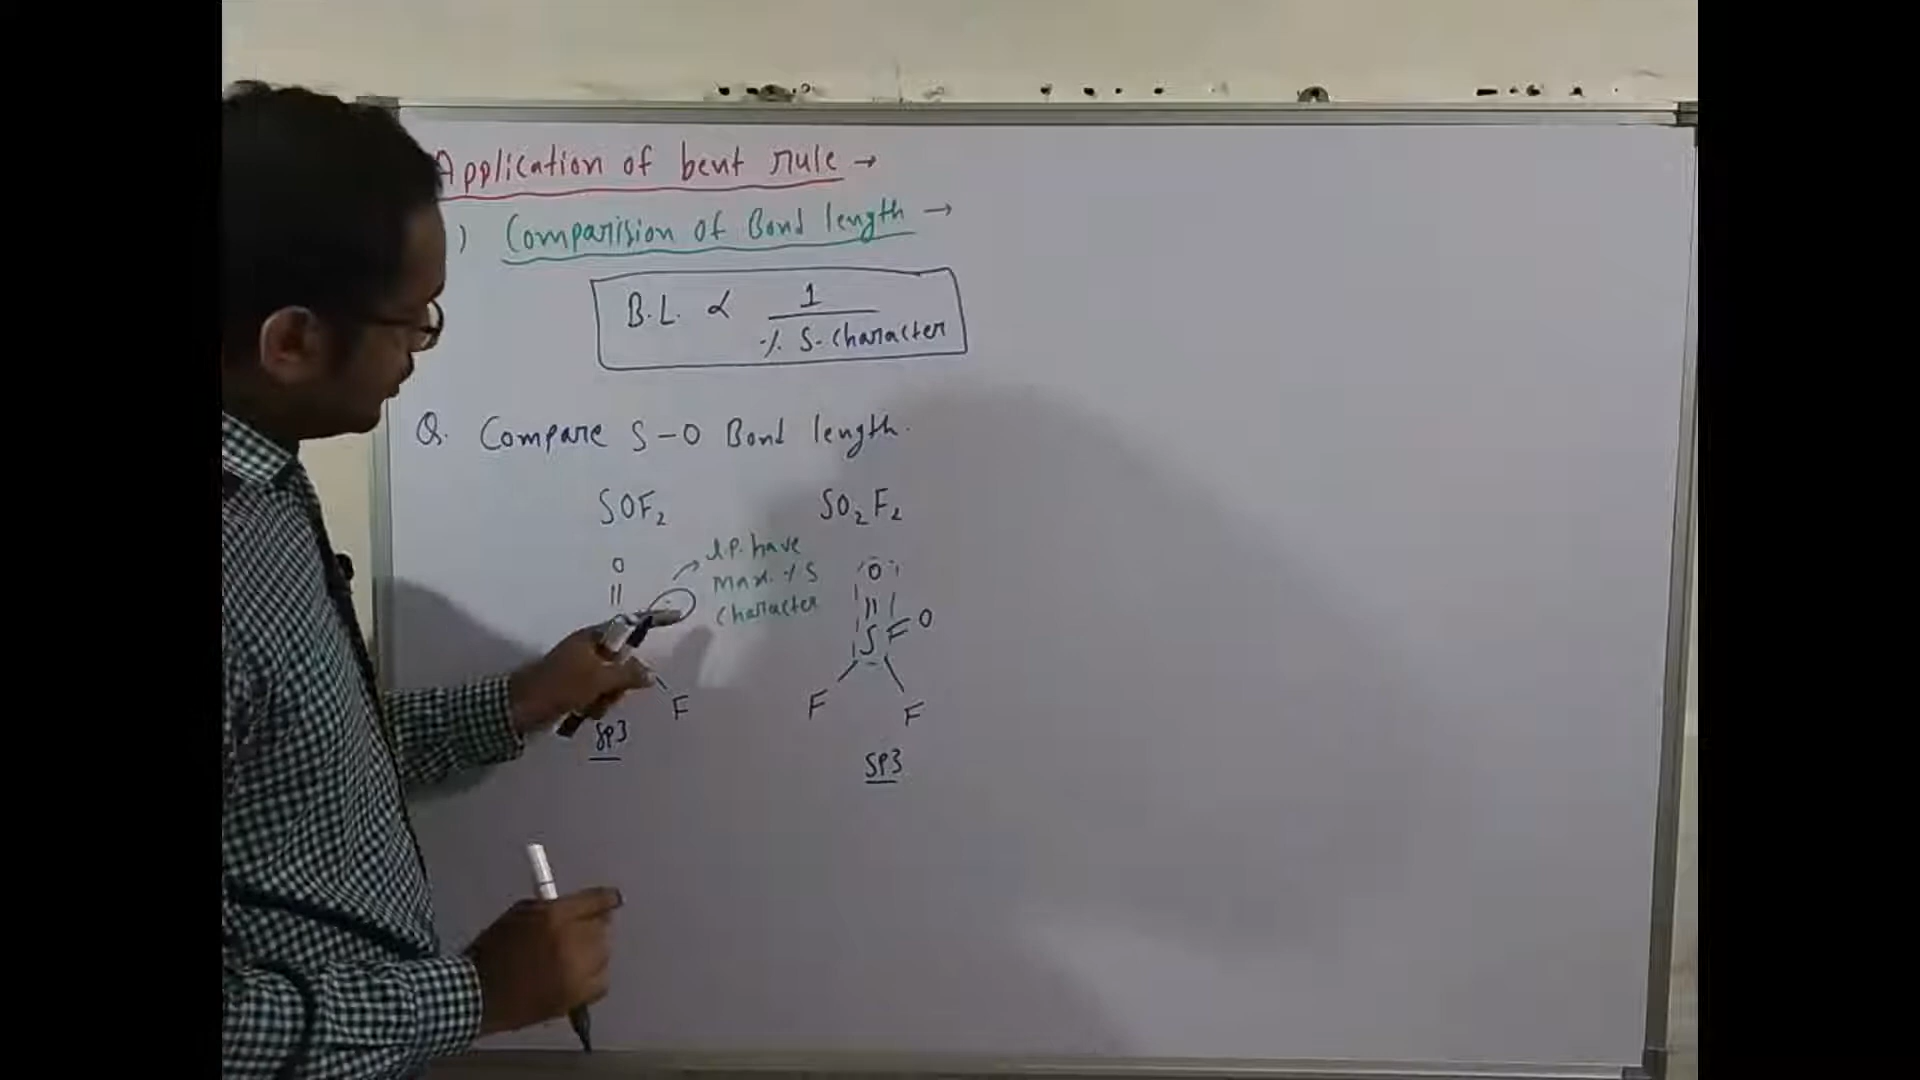 Application of bent rule →
) Comparision of Bond length →
B.L. ∝ 1
% S-character
Q. Compare S-O Bond length.
SOF2 SO2F2
O
l.p. have
max. % S
character
F
SP3
O
S F O
F F
SP3